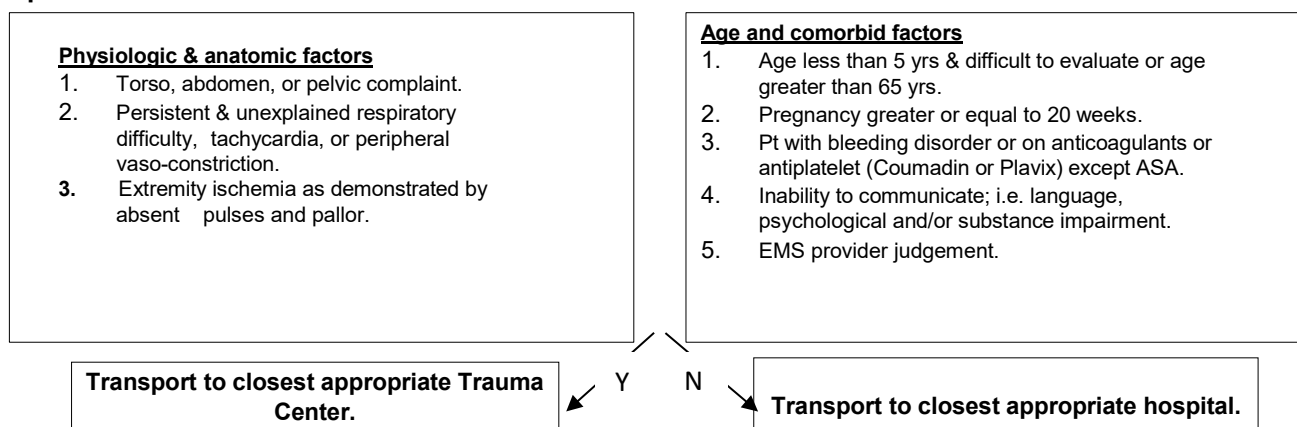 Physiologic & anatomic factors
1. Torso, abdomen, or pelvic complaint.
2. Persistent & unexplained respiratory
difficulty, tachycardia, or peripheral
vaso-constriction.
3. Extremity ischemia as demonstrated by
absent pulses and pallor.
Age and comorbid factors
1. Age less than 5 yrs & difficult to evaluate or age
greater than 65 yrs.
2. Pregnancy greater or equal to 20 weeks.
3. Pt with bleeding disorder or on anticoagulants or
antiplatelet (Coumadin or Plavix) except ASA.
4. Inability to communicate; i.e. language,
psychological and/or substance impairment.
5. EMS provider judgement.
Y N
Transport to closest appropriate Trauma
Center.
Transport to closest appropriate hospital.